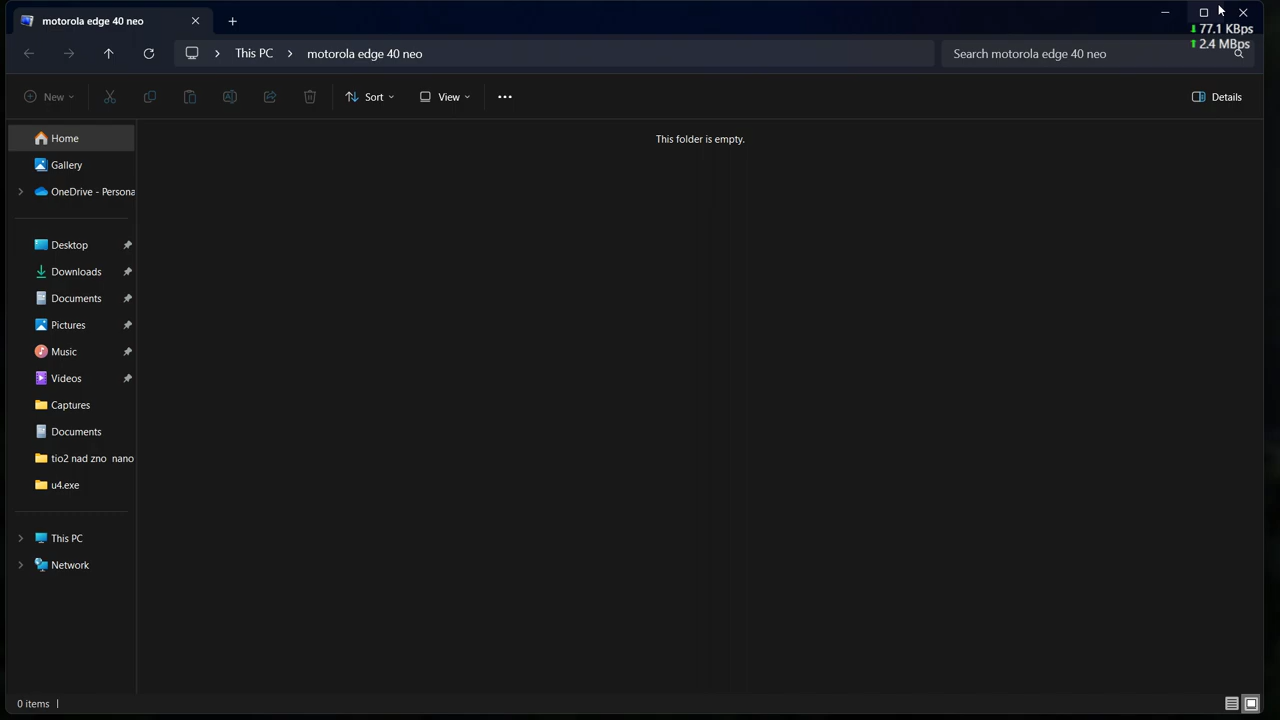 motorola edge 40 neo
77.1 KBps
This PC
motorola edge 40 neo
Search motorola edge 40 neo
2.4 MBps
New
Sort
View
Details
Home
This folder is empty.
Gallery
OneDrive - Persona
Desktop
Downloads
Documents
Pictures
Music
Videos
Captures
Documents
tio2 nad zno nano
u4.exe
This PC
Network
0 items